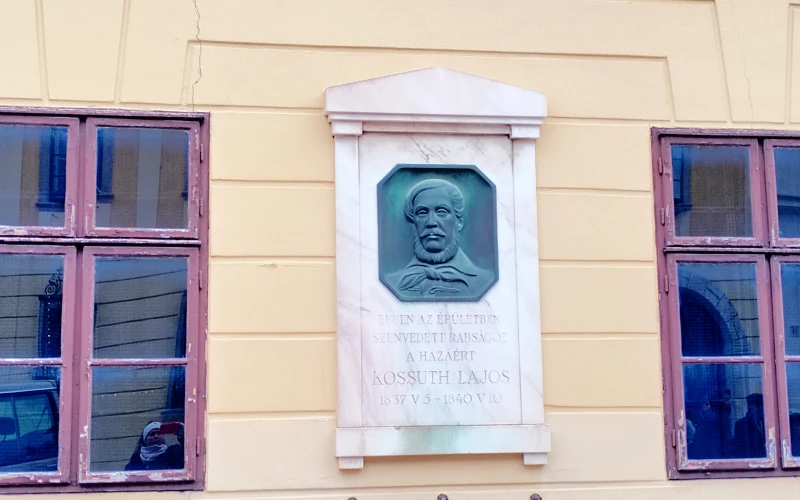 EBBEN AZ ÉPÜLETBEN
SZENVEDETT RABSÁGOT
A HAZÁÉRT
KOSSUTH LAJOS
1837 V 5 - 1840 V 10